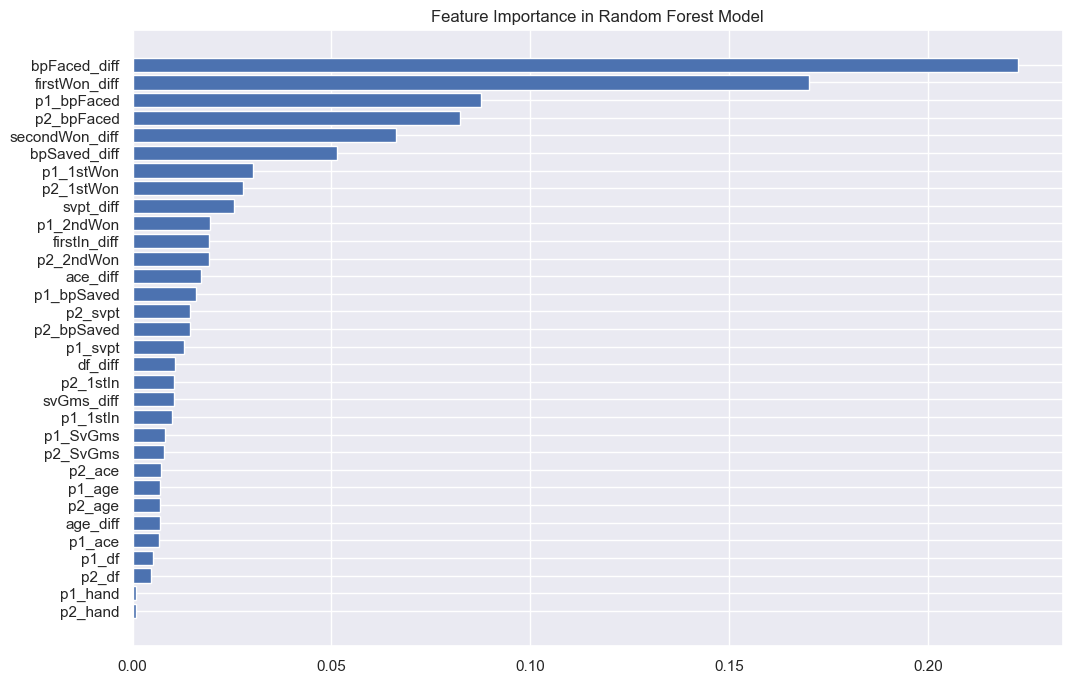 Feature Importance in Random Forest Model
bpFaced_diff
firstWon_diff
p1_bpFaced
p2_bpFaced
secondWon_diff
bpSaved_diff
p1_1stWon
p2_1stWon
svpt_diff
p1_2ndWon
firstIn_diff
p2_2ndWon
ace_diff
p1_bpSaved
p2_svpt
p2_bpSaved
p1_svpt
df_diff
p2_1stIn
svGms_diff
p1_1stIn
p1_SvGms
p2_SvGms
p2_ace
p1_age
p2_age
age_diff
p1_ace
p1_df
p2_df
p1_hand
p2_hand
0.00 0.05 0.10 0.15 0.20